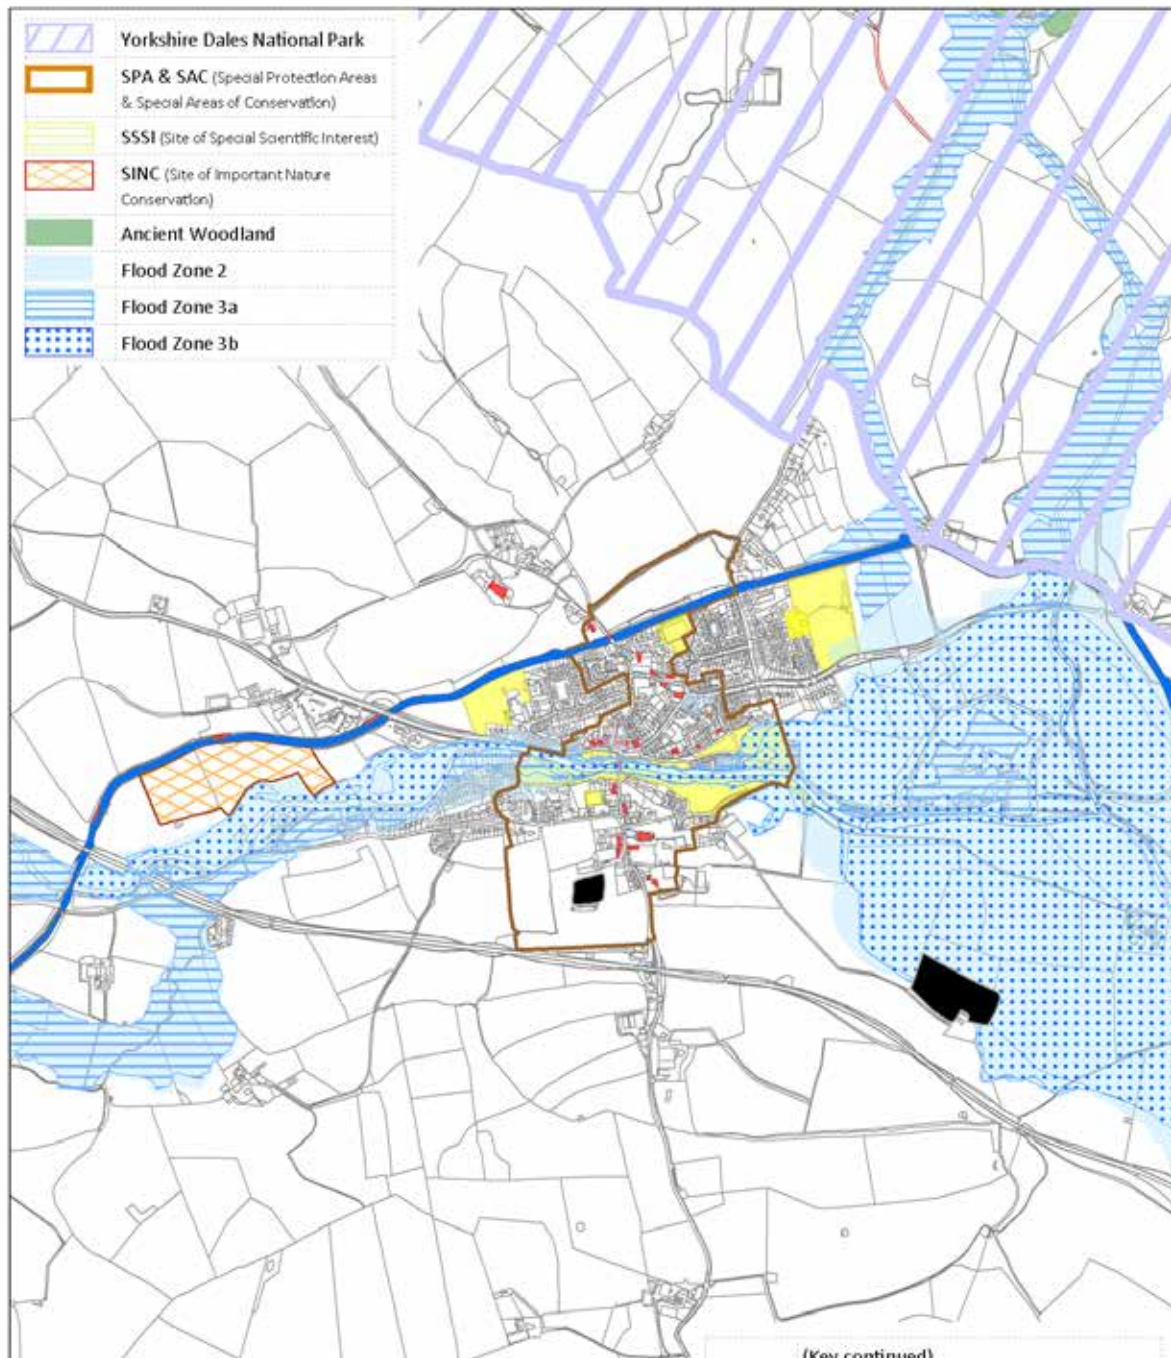 Yorkshire Dales National Park
SPA & SAC (Special Protection Areas
& Special Areas of Conservation)
SSSI (Site of Special Scientific Interest)
SINC (Site of Important Nature
Conservation)
Ancient Woodland
Flood Zone 2
Flood Zone 3a
Flood Zone 3b
(Key continued)